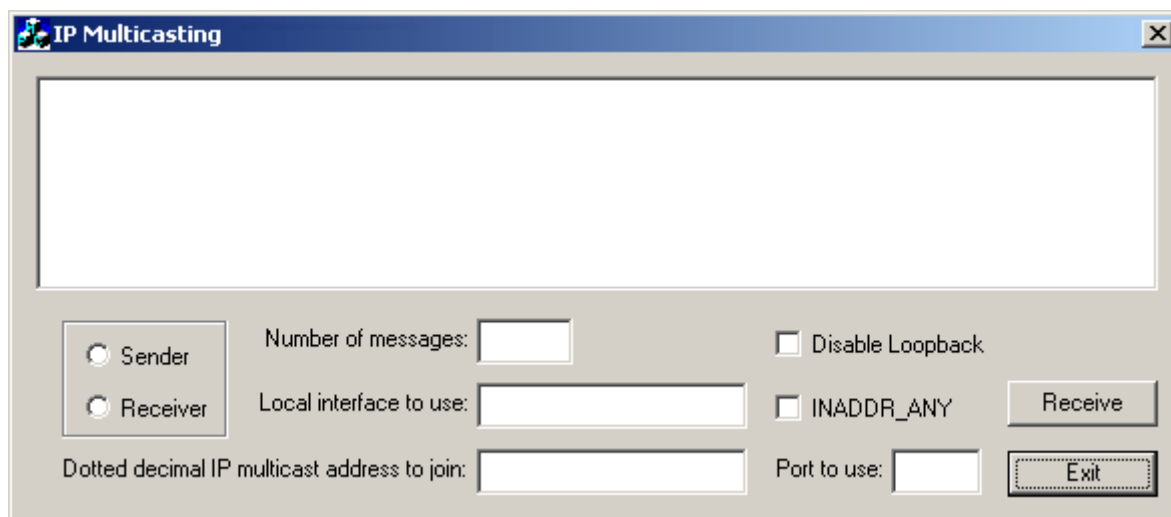 IP Multicasting
Sender
Receiver
Number of messages:
Local interface to use:
Dotted decimal IP multicast address to join:
Disable Loopback
INADDR_ANY
Port to use:
Receive
Exit